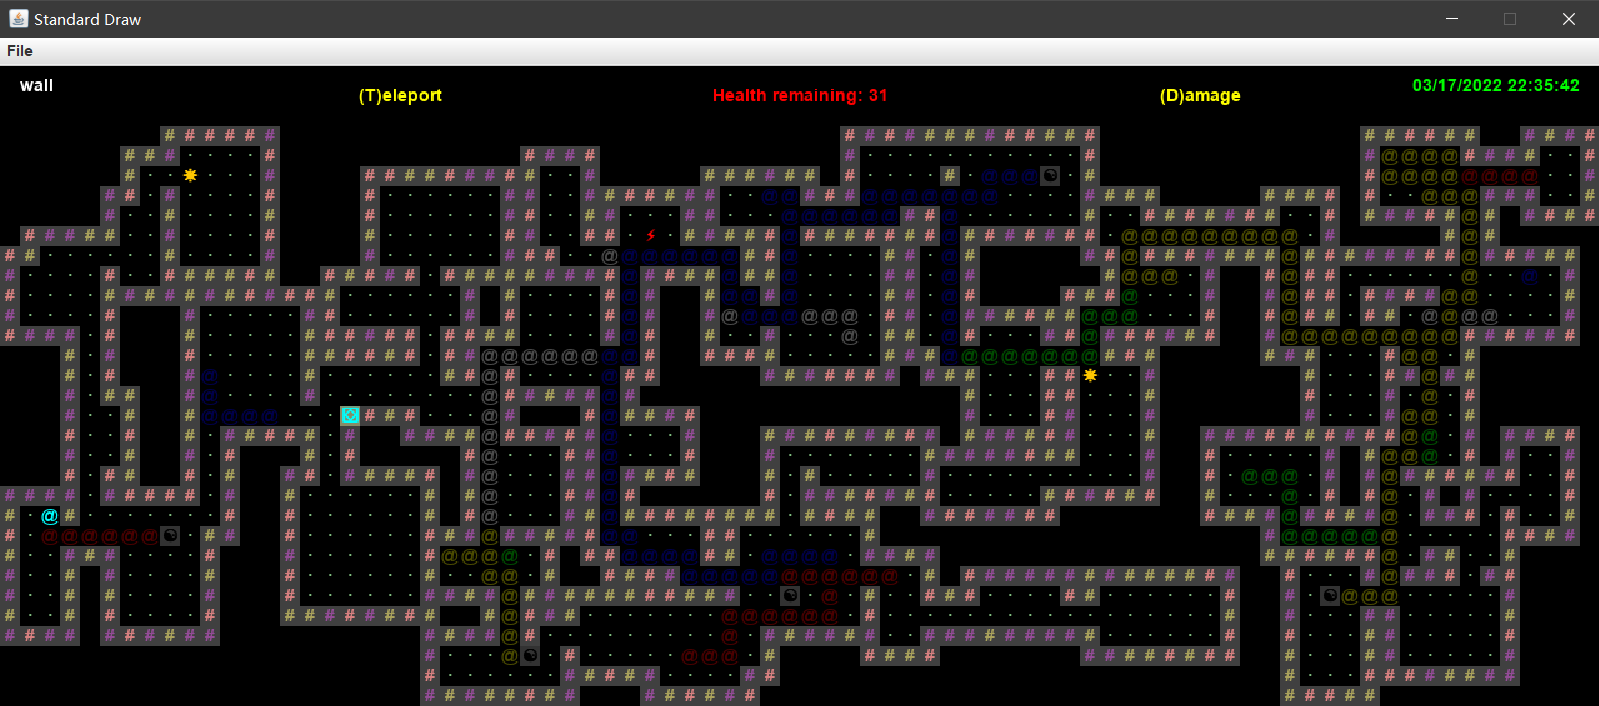 Standard Draw
File
wall
(T)eleport
Health remaining: 31
(D)amage
03/17/2022 22:35:42